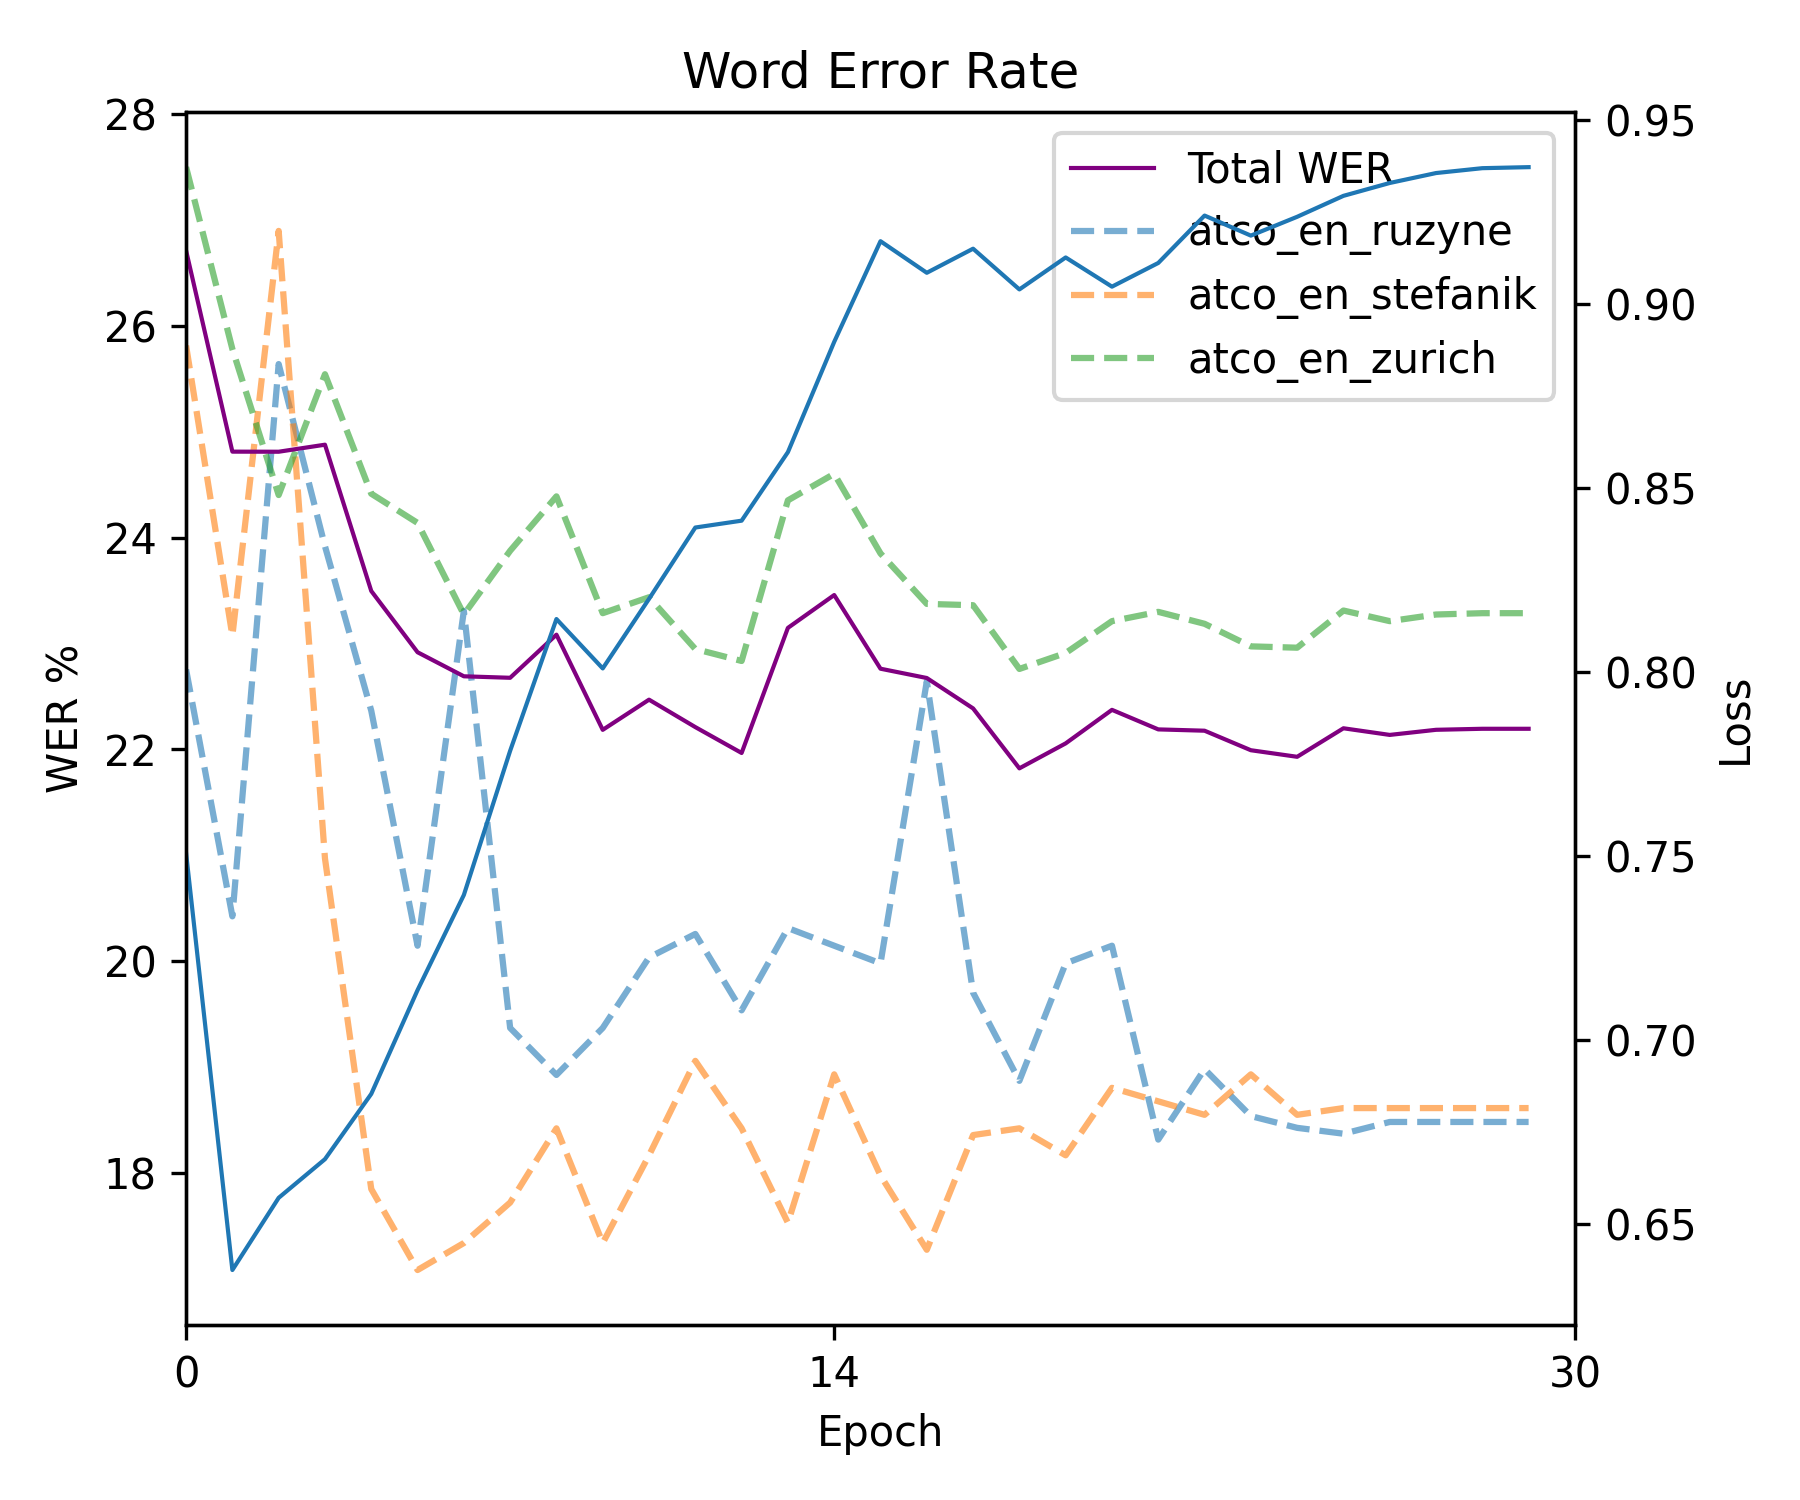 Word Error Rate
28
26
24
22
20
18
WER %
0.95
0.90
0.85
0.80
0.75
0.70
0.65
Loss
Total WER
atco_en_ruzyne
atco_en_stefanik
atco_en_zurich
0
14
30
Epoch